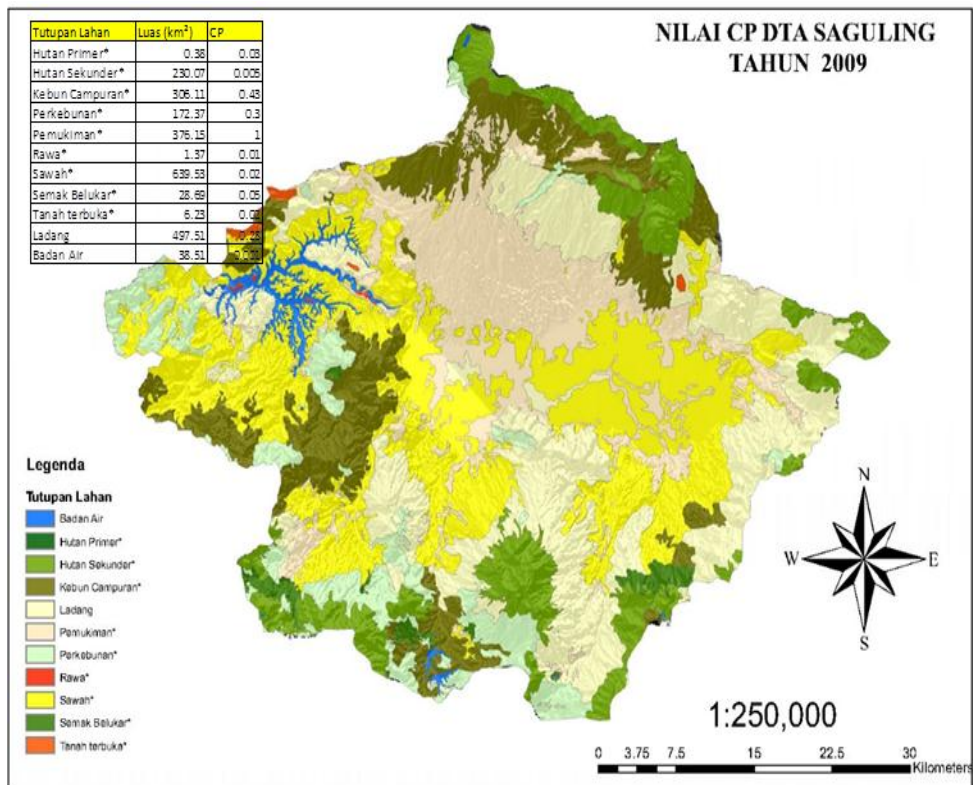 NILAI CP DTA SAGULING
TAHUN 2009
Tutupan Lahan Luas (km²) CP
Hutan Primer* 0.38 0.03
Hutan Sekunder* 230.07 0.005
Kebun Campuran* 306.11 0.43
Perkebunan* 172.37 0.3
Pemukiman* 376.15 1
Rawa* 1.37 0.01
Sawah* 639.53 0.02
Semak Belukar* 28.69 0.05
Tanah terbuka* 6.23
Ladang 497.51
Badan Air 38.51
Legenda
Tutupan Lahan
Badan Air
Hutan Primer*
Hutan Sekunder*
Kebun Campuran*
Ladang
Pemukiman*
Perkebunan*
Rawa*
Sawah*
Semak Belukar*
Tanah terbuka*
N
W E
S
1:250,000
0 3.75 7.5 15 22.5 30
Kilometers